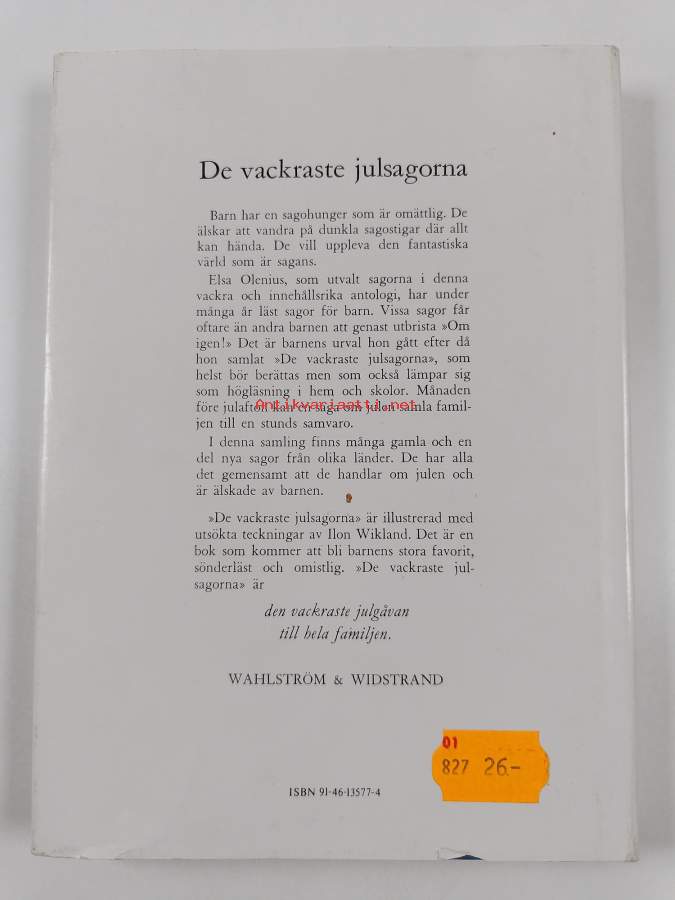 De vackraste julsagorna
Barn har en sagohunger som är omättlig. De
älskar att vandra på dunkla sagostigar där allt
kan hända. De vill uppleva den fantastiska
värld som är sagans.
Elsa Olenius, som utvalt sagorna i denna
vackra och innehållsrika antologi, har under
många år läst sagor för barn. Vissa sagor får
oftare än andra barnen att genast utbrista »Om
igen!» Det är barnens urval hon gått efter då
hon samlat »De vackraste julsagorna», som
helst bör berättas men som också lämpar sig
som högläsning i hem och skolor. Månaden
före julafton kan en saga om julen samla famil-
Antikvariaatti.net
jen till en stunds samvaro.
I denna samling finns många gamla och en
del nya sagor från olika länder. De har alla
det gemensamt att de handlar om julen och
är älskade av barnen.
»De vackraste julsagorna» är illustrerad med
utsökta teckningar av Ilon Wikland. Det är en
bok som kommer att bli barnens stora favorit,
sönderläst och omistlig. »De vackraste jul-
sagorna» är
den vackraste julgåvan
till hela familjen.
WAHLSTRÖM & WIDSTRAND
01
827 26.-
ISBN 91-46-13577-4